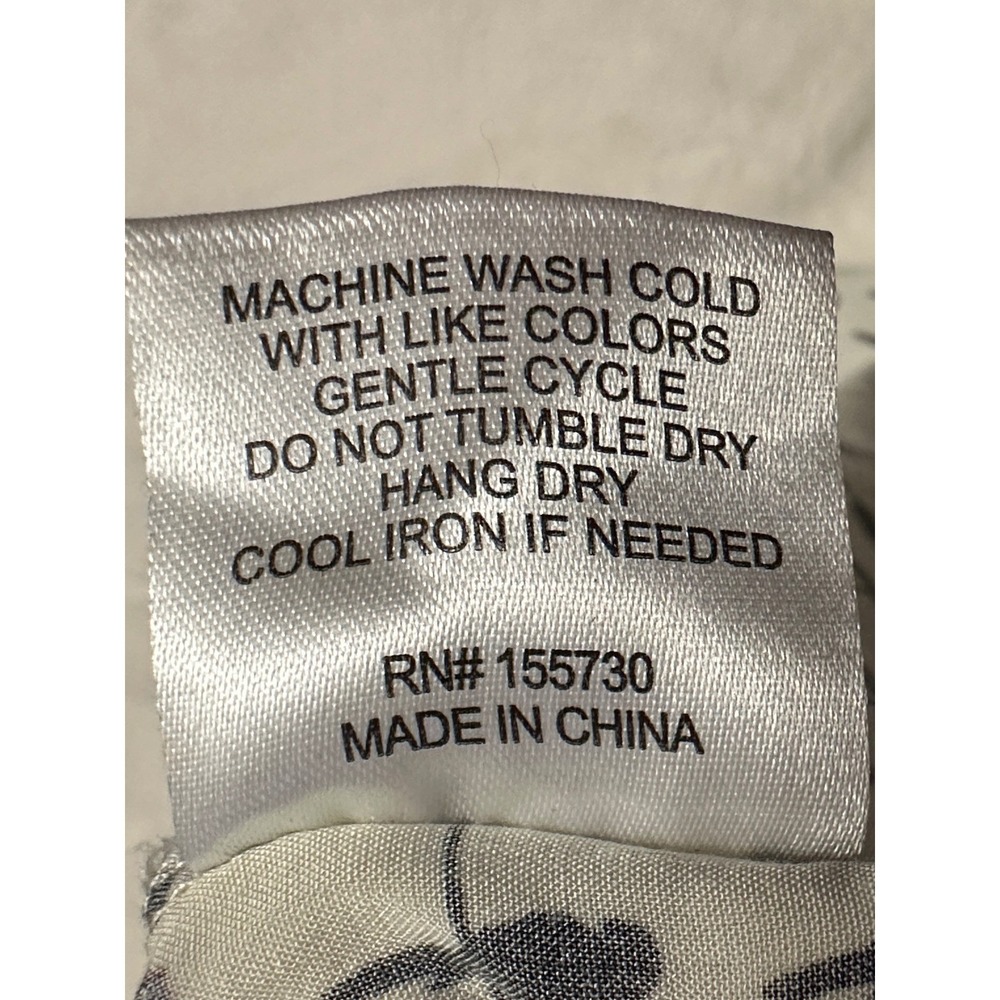 MACHINE WASH COLD
WITH LIKE COLORS
GENTLE CYCLE
DO NOT TUMBLE DRY
HANG DRY
COOL IRON IF NEEDED
RN# 155730
MADE IN CHINA